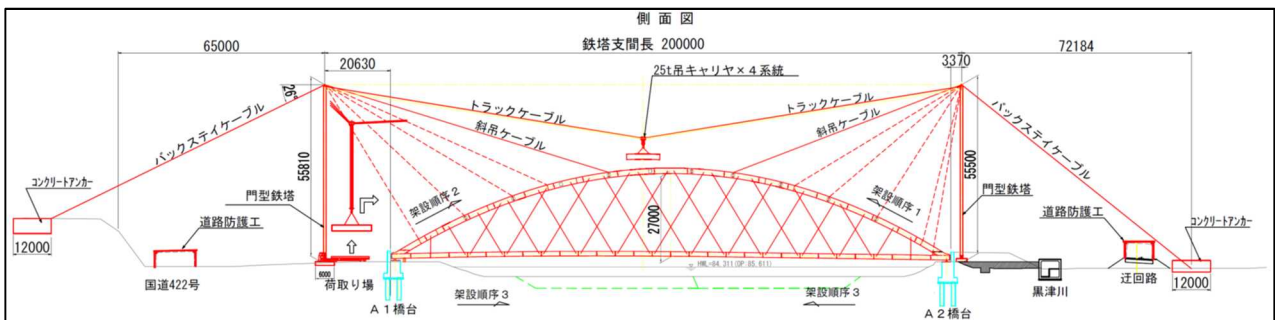 側面図
65000
鉄塔支間長 200000
72184
20630
3370
25t吊キャリヤ×4系統
26°
バックステイケーブル
トラックケーブル
トラックケーブル
バックステイケーブル
斜吊ケーブル
斜吊ケーブル
55810
55500
コンクリートアンカー
門型鉄塔
門型鉄塔
架設順序2
架設順序1
27000
道路防護工
道路防護工
コンクリートアンカー
12000
6000
HWL=84.311(OP:85.611)
12000
国道422号
荷取り場
架設順序3
架設順序3
黒津川
迂回路
A1橋台
A2橋台